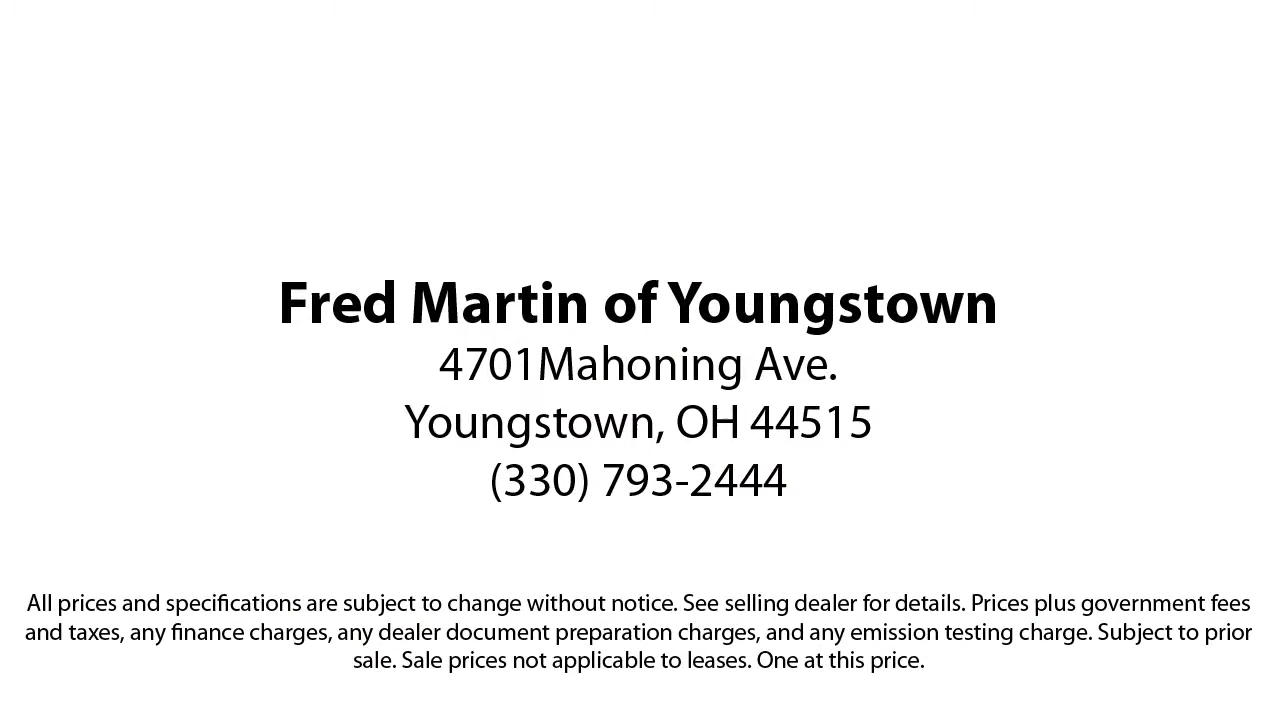 Fred Martin of Youngstown
4701Mahoning Ave.
Youngstown, OH 44515
(330) 793-2444
All prices and specifications are subject to change without notice. See selling dealer for details. Prices plus government fees
and taxes, any finance charges, any dealer document preparation charges, and any emission testing charge. Subject to prior
sale. Sale prices not applicable to leases. One at this price.